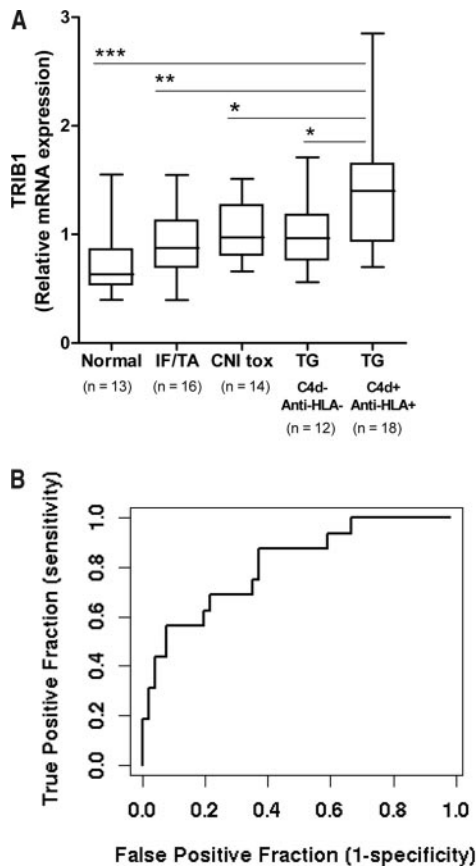 A
TRIB1
(Relative mRNA expression)
3
2
1
0
***
**
*
*
Normal IF/TA CNI tox TG TG
C4d- C4d+
Anti-HLA- Anti-HLA+
(n = 13) (n = 16) (n = 14) (n = 12) (n = 18)
B
True Positive Fraction (sensitivity)
1.0
0.8
0.6
0.4
0.2
0.0
0.0 0.2 0.4 0.6 0.8 1.0
False Positive Fraction (1-specificity)